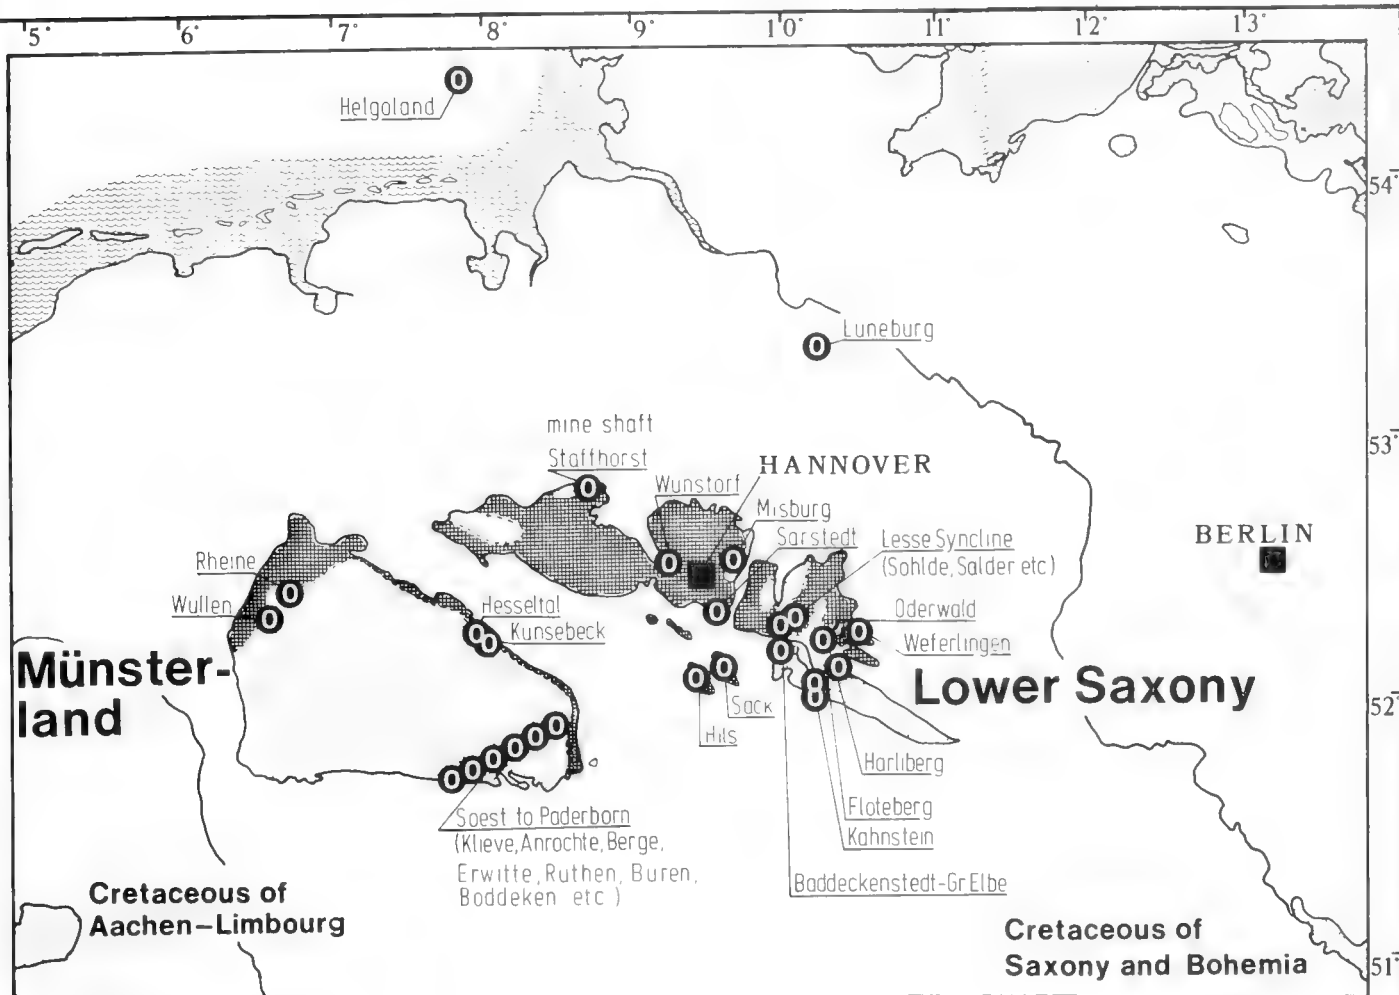 5° 6° 7° 8° 9° 10° 11° 12° 13°
Helgoland
54°
Luneburg
53°
mine shaft
Staffhorst
HANNOVER
Wunstorf
Misburg
Sarstedt
Lesse Syncline
(Sohlde, Salder etc)
BERLIN
Rheine
Wullen
Hesseltal
Kunsebeck
Oderwald
Weferlingen
Münster-
land
Lower Saxony
52°
Sack
Hils
Harliberg
Floteberg
Kahnstein
Baddeckenstedt-Gr Elbe
Soest to Paderborn
(Klieve, Anrochte, Berge,
Erwitte, Ruthen, Buren,
Boddeken etc)
Cretaceous of
Aachen-Limbourg
Cretaceous of
Saxony and Bohemia
51°